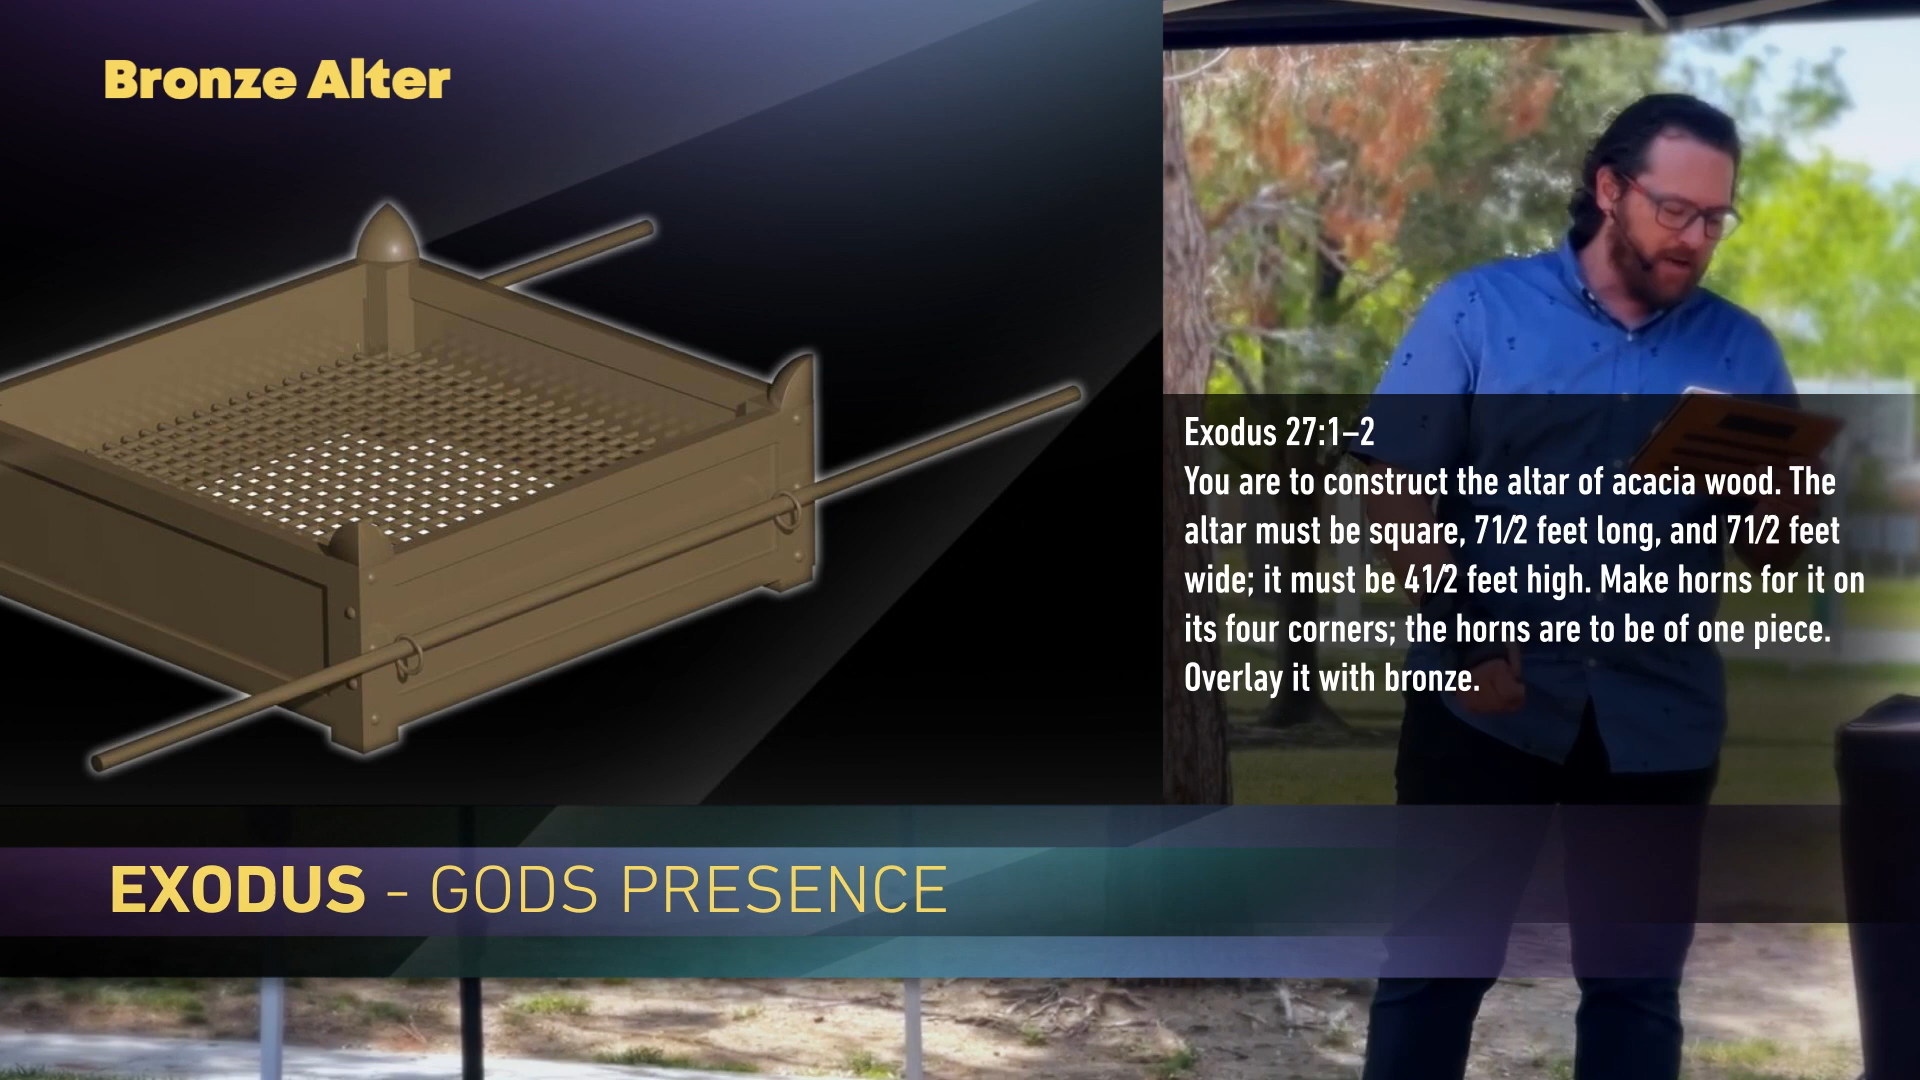 Bronze Alter
Exodus 27:1–2
You are to construct the altar of acacia wood. The
altar must be square, 71/2 feet long, and 71/2 feet
wide; it must be 41/2 feet high. Make horns for it on
its four corners; the horns are to be of one piece.
Overlay it with bronze.
EXODUS - GODS PRESENCE